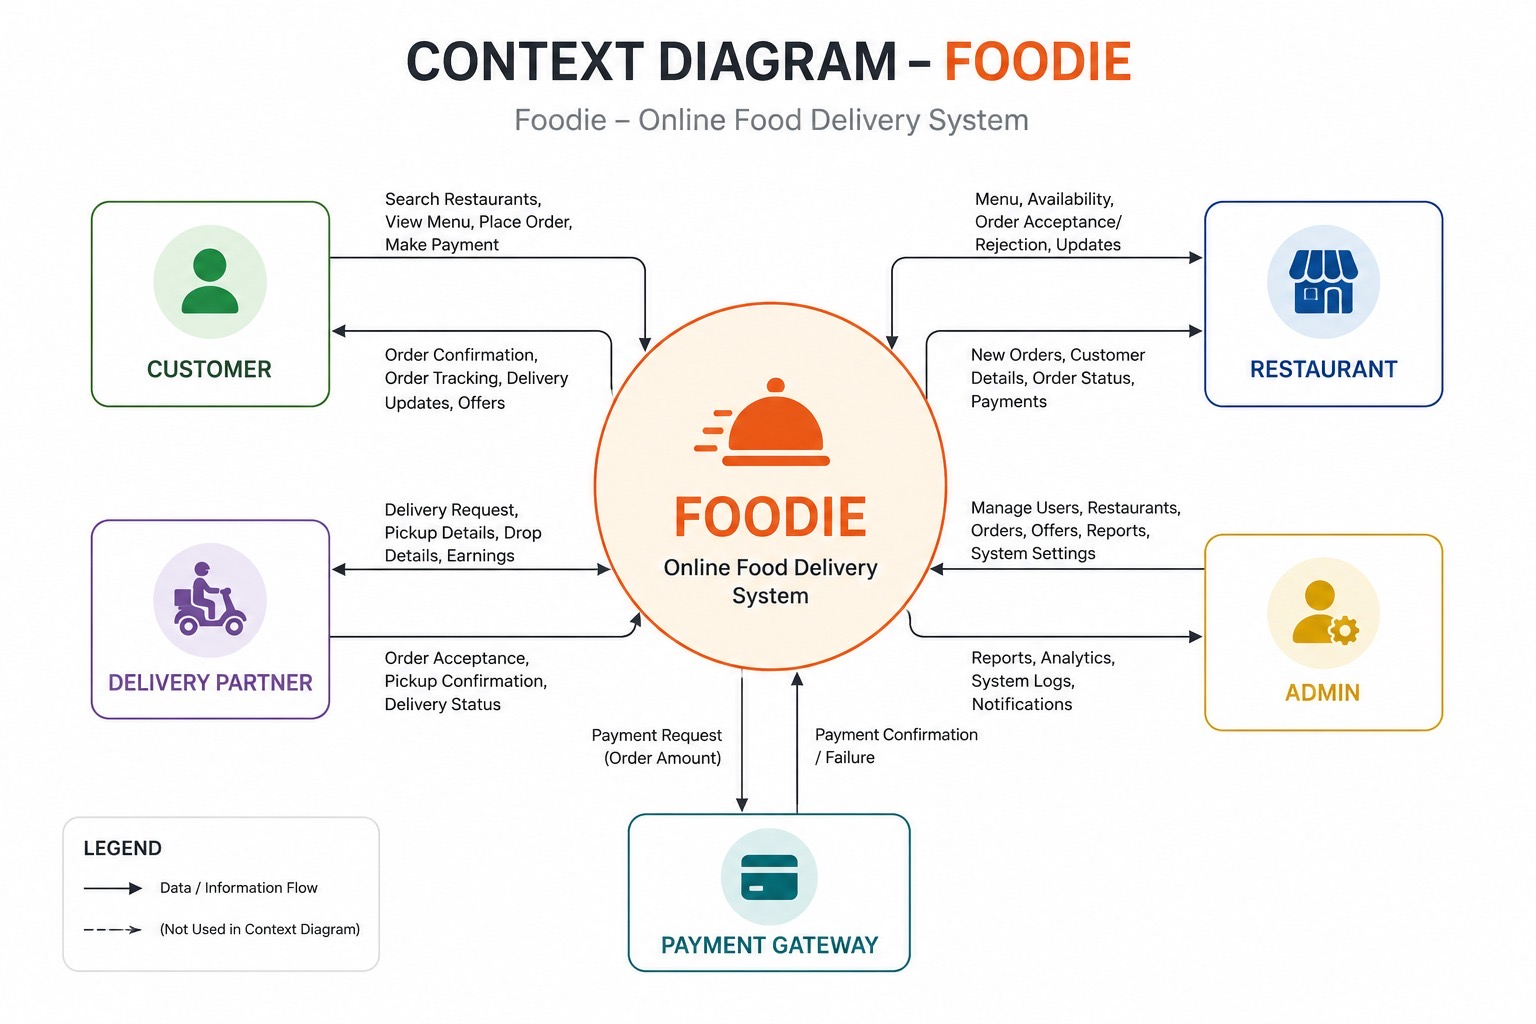 CONTEXT DIAGRAM – FOODIE
Foodie – Online Food Delivery System
Search Restaurants,
View Menu, Place Order,
Make Payment
Menu, Availability,
Order Acceptance/
Rejection, Updates
CUSTOMER
Order Confirmation,
Order Tracking, Delivery
Updates, Offers
New Orders, Customer
Details, Order Status,
Payments
RESTAURANT
FOODIE
Online Food Delivery
System
Delivery Request,
Pickup Details, Drop
Details, Earnings
Manage Users, Restaurants,
Orders, Offers, Reports,
System Settings
DELIVERY PARTNER
Order Acceptance,
Pickup Confirmation,
Delivery Status
Reports, Analytics,
System Logs,
Notifications
ADMIN
Payment Request
(Order Amount)
Payment Confirmation
/ Failure
PAYMENT GATEWAY
LEGEND
Data / Information Flow
(Not Used in Context Diagram)